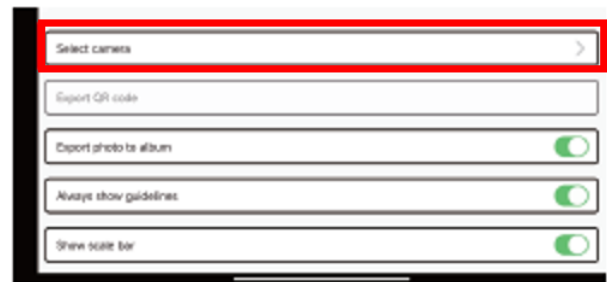 Select camera
Export QR code
Export photo to album
Always show guidelines
Show scale bar